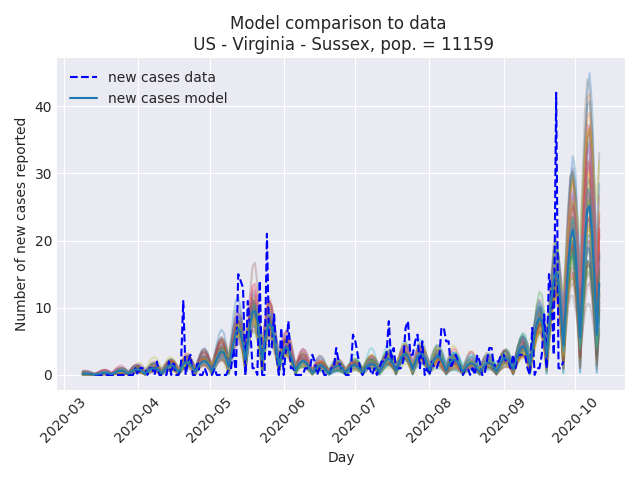 Model comparison to data
US - Virginia - Sussex, pop. = 11159
new cases data
new cases model
Number of new cases reported
40
30
20
10
0
2020-03
2020-04
2020-05
2020-06
2020-07
2020-08
2020-09
2020-10
Day